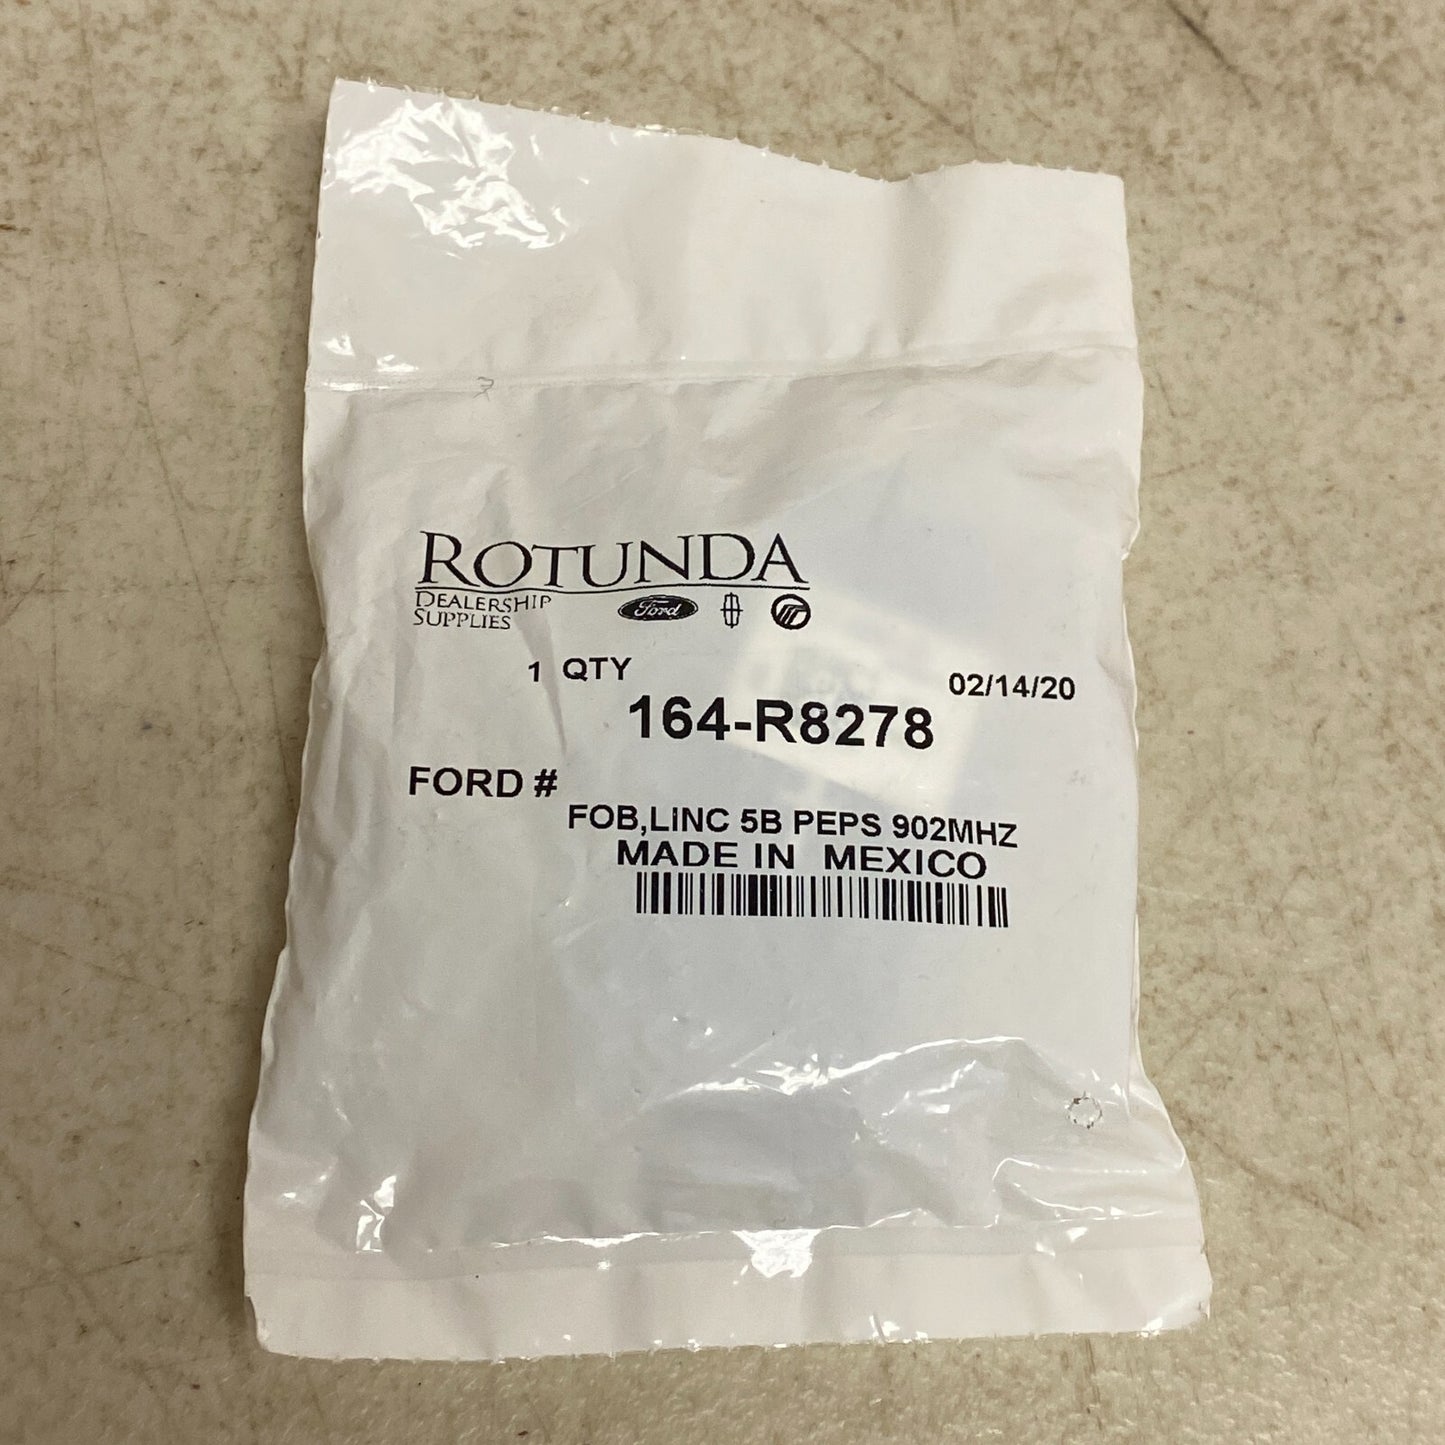 ROTUNDA
DEALERSHIP
SUPPLIES
Ford
1 QTY
02/14/20
164-R8278
FORD #
FOB,LINC 5B PEPS 902MHZ
MADE IN MEXICO